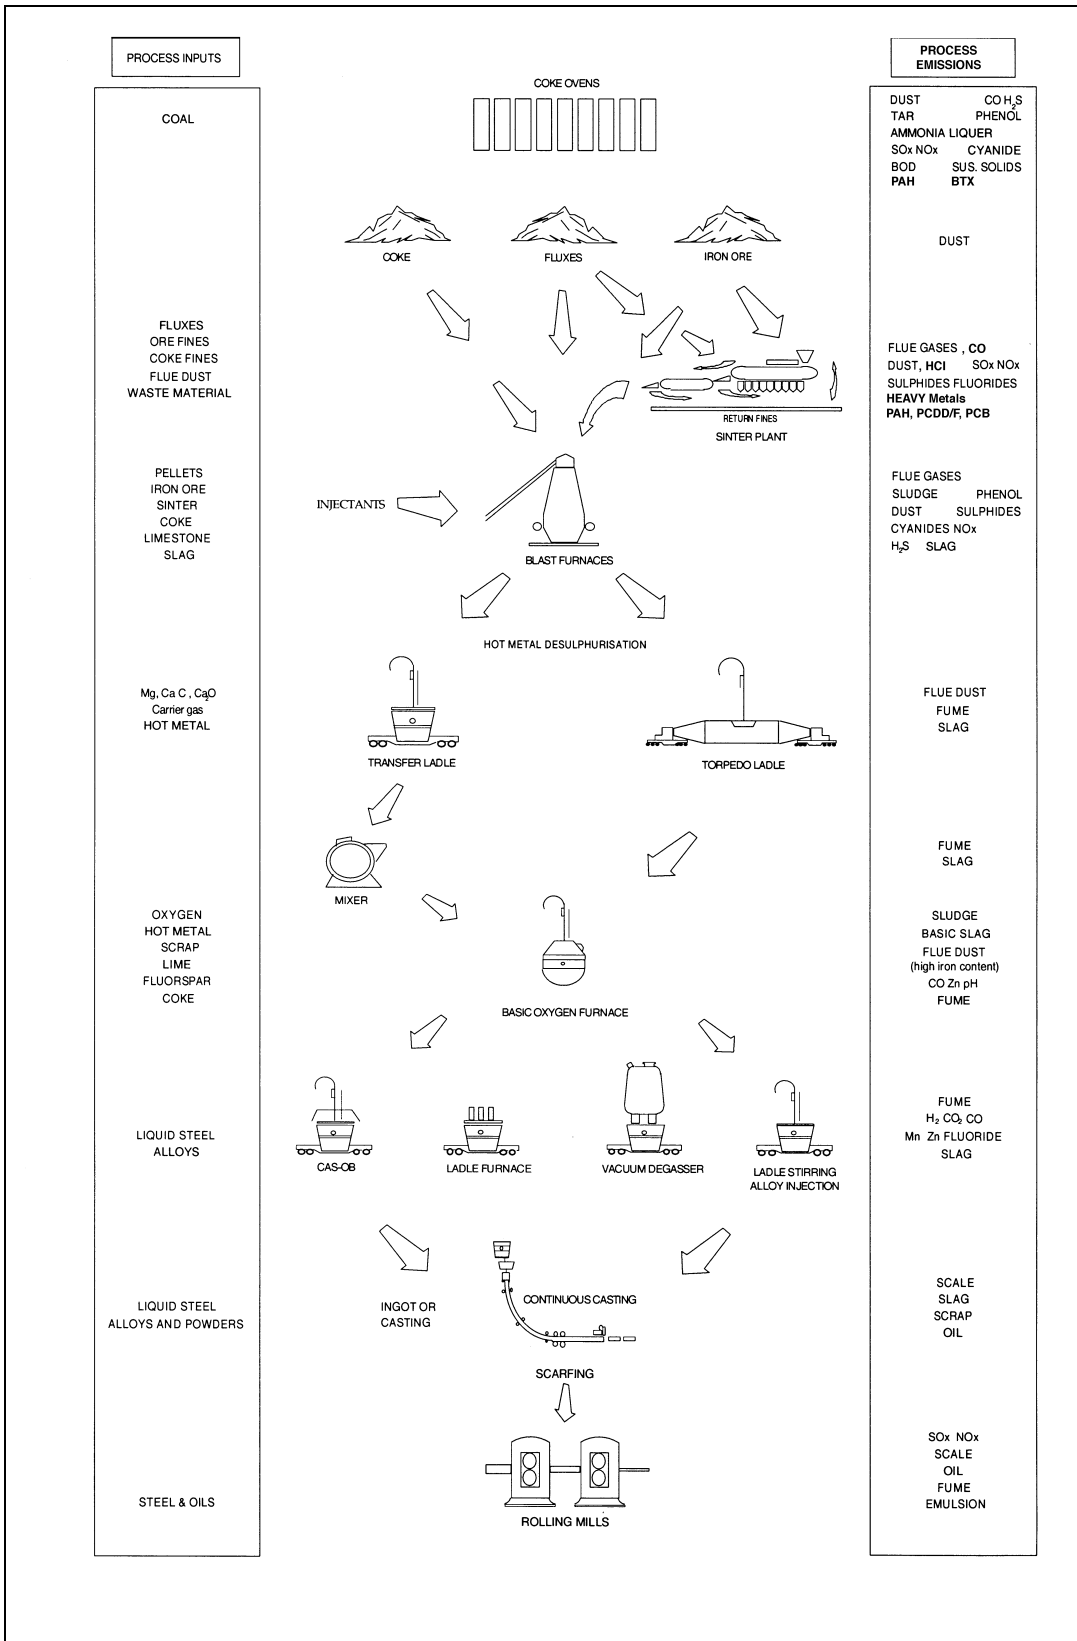 PROCESS INPUTS
PROCESS
EMISSIONS
COKE OVENS
COAL
DUST CO H2S
TAR PHENOL
AMMONIA LIQUER
SOx NOx CYANIDE
BOD SUS. SOLIDS
PAH BTX
COKE
FLUXES
IRON ORE
DUST
FLUXES
ORE FINES
COKE FINES
FLUE DUST
WASTE MATERIAL
RETURN FINES
SINTER PLANT
FLUE GASES , CO
DUST, HCl SOx NOx
SULPHIDES FLUORIDES
HEAVY Metals
PAH, PCDD/F, PCB
PELLETS
IRON ORE
SINTER
COKE
LIMESTONE
SLAG
INJECTANTS
BLAST FURNACES
FLUE GASES
SLUDGE PHENOL
DUST SULPHIDES
CYANIDES NOx
H2S SLAG
HOT METAL DESULPHURISATION
Mg, Ca C , Ca2O
Carrier gas
HOT METAL
TRANSFER LADLE
TORPEDO LADLE
FLUE DUST
FUME
SLAG
MIXER
FUME
SLAG
OXYGEN
HOT METAL
SCRAP
LIME
FLUORSPAR
COKE
BASIC OXYGEN FURNACE
SLUDGE
BASIC SLAG
FLUE DUST
(high iron content)
CO Zn pH
FUME
LIQUID STEEL
ALLOYS
CAS-OB
LADLE FURNACE
VACUUM DEGASSER
LADLE STIRRING
ALLOY INJECTION
FUME
H2 CO2 CO
Mn Zn FLUORIDE
SLAG
LIQUID STEEL
ALLOYS AND POWDERS
INGOT OR
CASTING
CONTINUOUS CASTING
SCARFING
SCALE
SLAG
SCRAP
OIL
STEEL & OILS
ROLLING MILLS
SOx NOx
SCALE
OIL
FUME
EMULSION